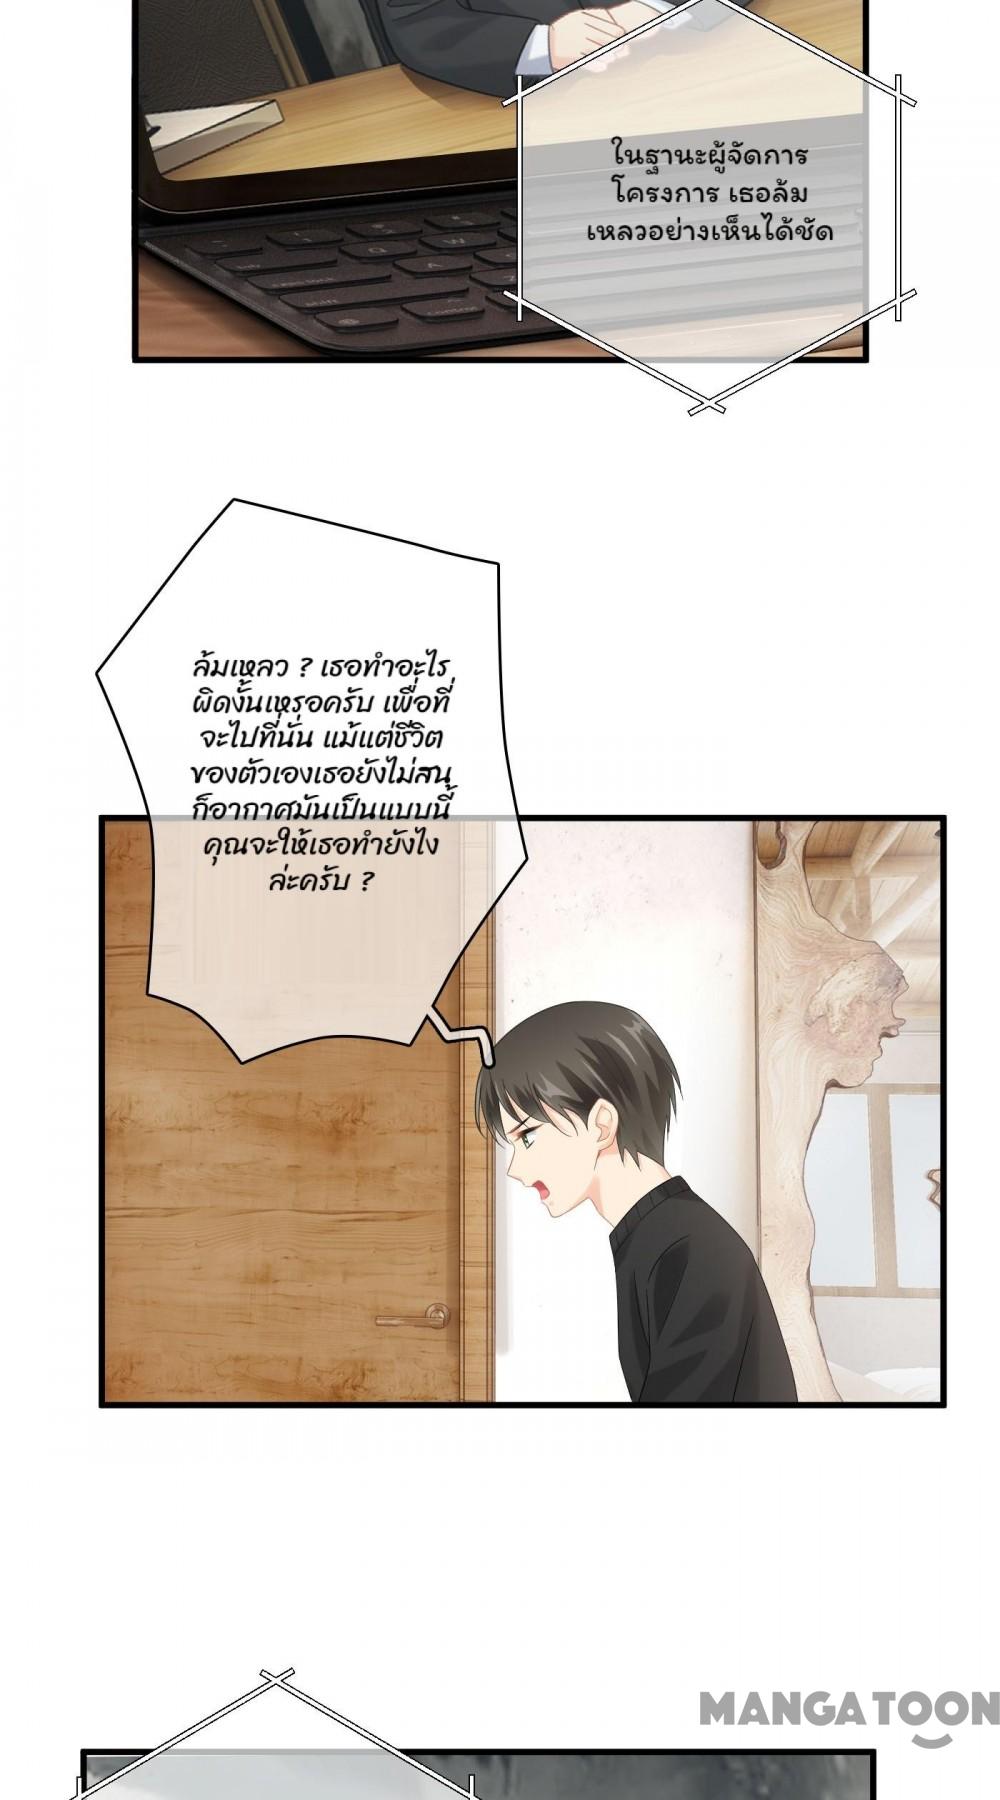 ในฐานะผู้จัดการ
โครงการ เธอล้ม
เหลวอย่างเห็นได้ชัด
ล้มเหลว ? เธอทำอะไร
ผิดงั้นเหรอครับ เพื่อที่
จะไปที่นั่น แม้แต่ชีวิต
ของตัวเองเธอยังไม่สน
ก็อากาศมันเป็นแบบนี้
คุณจะให้เธอทำยังไง
ล่ะครับ ?
MANGATOON